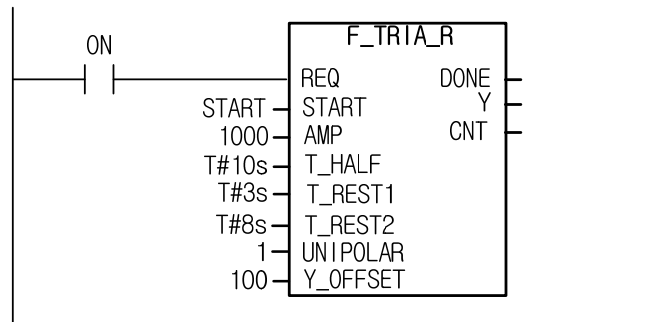 F_TRIA_R
ON
REQ DONE
START START Y
1000 AMP CNT
T#10s T_HALF
T#3s T_REST1
T#8s T_REST2
1 UNIPOLAR
100 Y_OFFSET